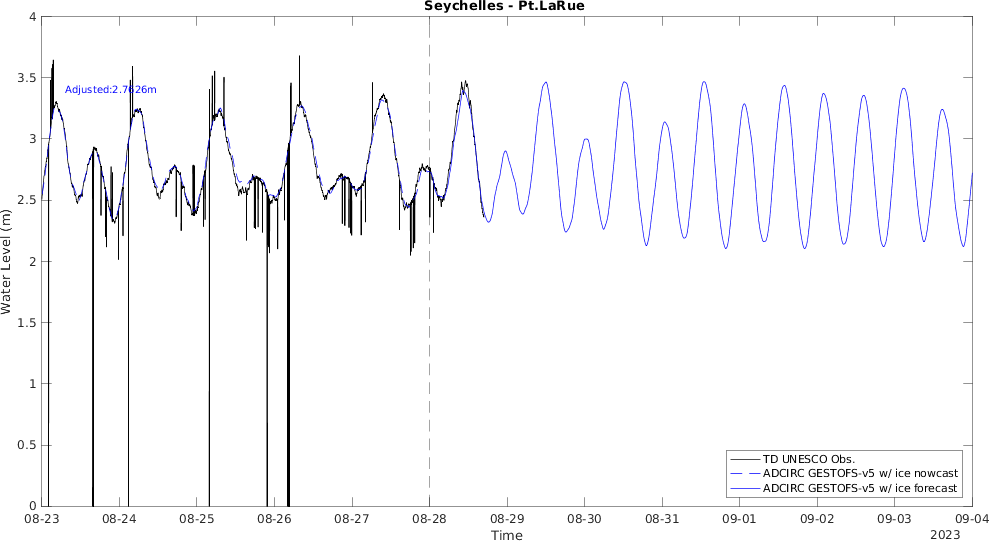 Seychelles - Pt.LaRue
4
3.5
3
2.5
2
1.5
1
0.5
0
Water Level (m)
Adjusted:2.7626m
TD UNESCO Obs.
ADCIRC GESTOFS-v5 w/ ice nowcast
ADCIRC GESTOFS-v5 w/ ice forecast
08-23 08-24 08-25 08-26 08-27 08-28 08-29 08-30 08-31 09-01 09-02 09-03 09-04
Time
2023